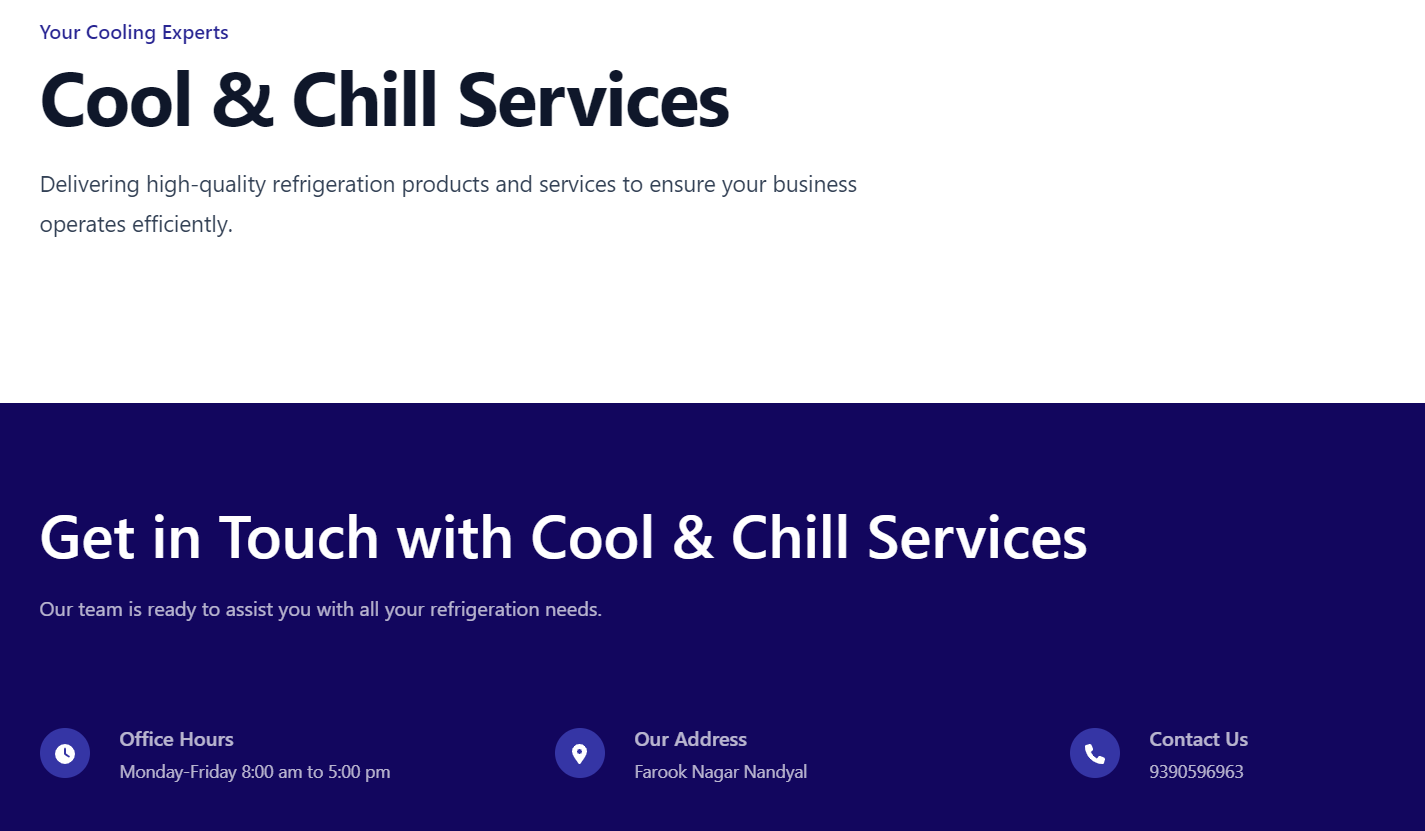 Your Cooling Experts
Cool & Chill Services
Delivering high-quality refrigeration products and services to ensure your business
operates efficiently.
Get in Touch with Cool & Chill Services
Our team is ready to assist you with all your refrigeration needs.
Office Hours
Monday-Friday 8:00 am to 5:00 pm
Our Address
Farook Nagar Nandyal
Contact Us
9390596963